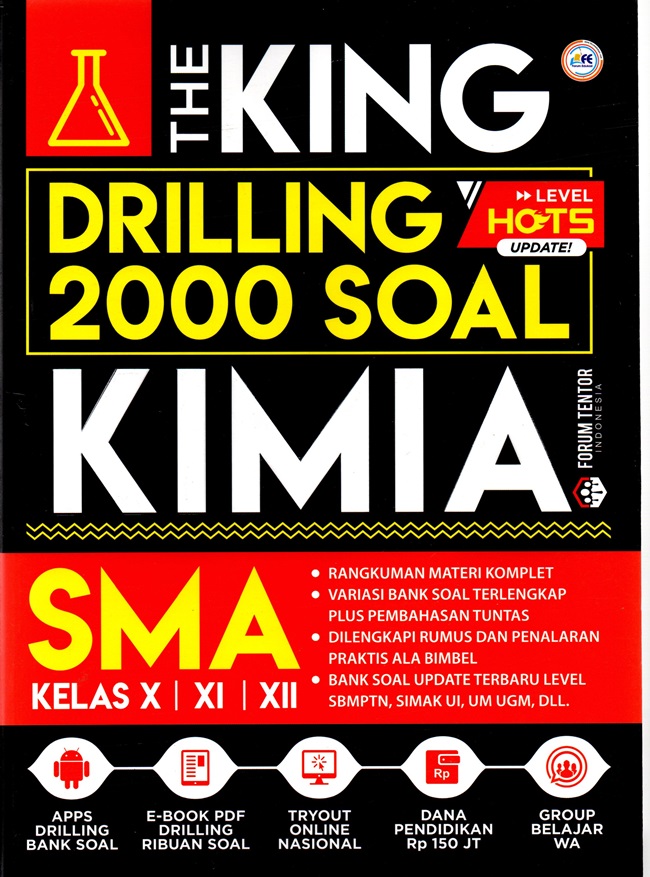 THE KING
DRILLING
2000 SOAL
LEVEL
HOTS
UPDATE!
KIMIA
FORUM TENTOR
INDONESIA
SMA
KELAS X | XI | XII
• RANGKUMAN MATERI KOMPLET
• VARIASI BANK SOAL TERLENGKAP
PLUS PEMBAHASAN TUNTAS
• DILENGKAPI RUMUS DAN PENALARAN
PRAKTIS ALA BIMBEL
• BANK SOAL UPDATE TERBARU LEVEL
SBMPTN, SIMAK UI, UM UGM, DLL.
APPS
DRILLING
BANK SOAL
E-BOOK PDF
DRILLING
RIBUAN SOAL
TRYOUT
ONLINE
NASIONAL
Rp
DANA
PENDIDIKAN
Rp 150 JT
GROUP
BELAJAR
WA